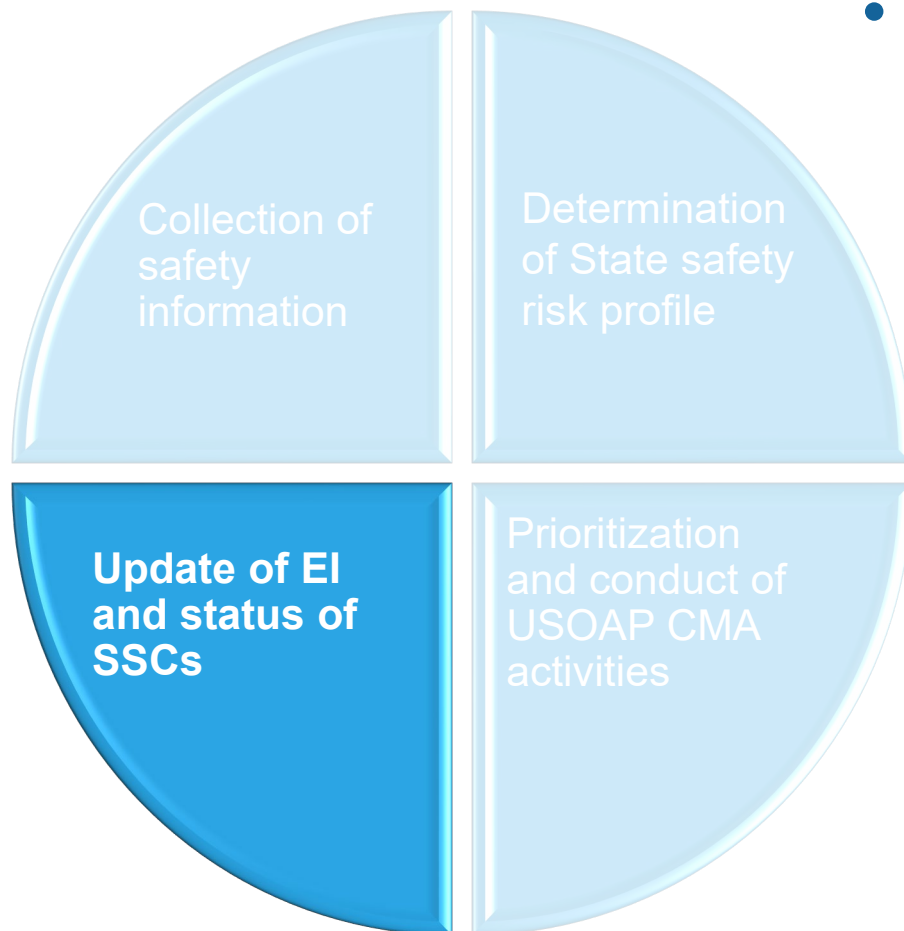 Collection of
safety
information
Determination
of State safety
risk profile
Update of EI
and status of
SSCs
Prioritization
and conduct of
USOAP CMA
activities